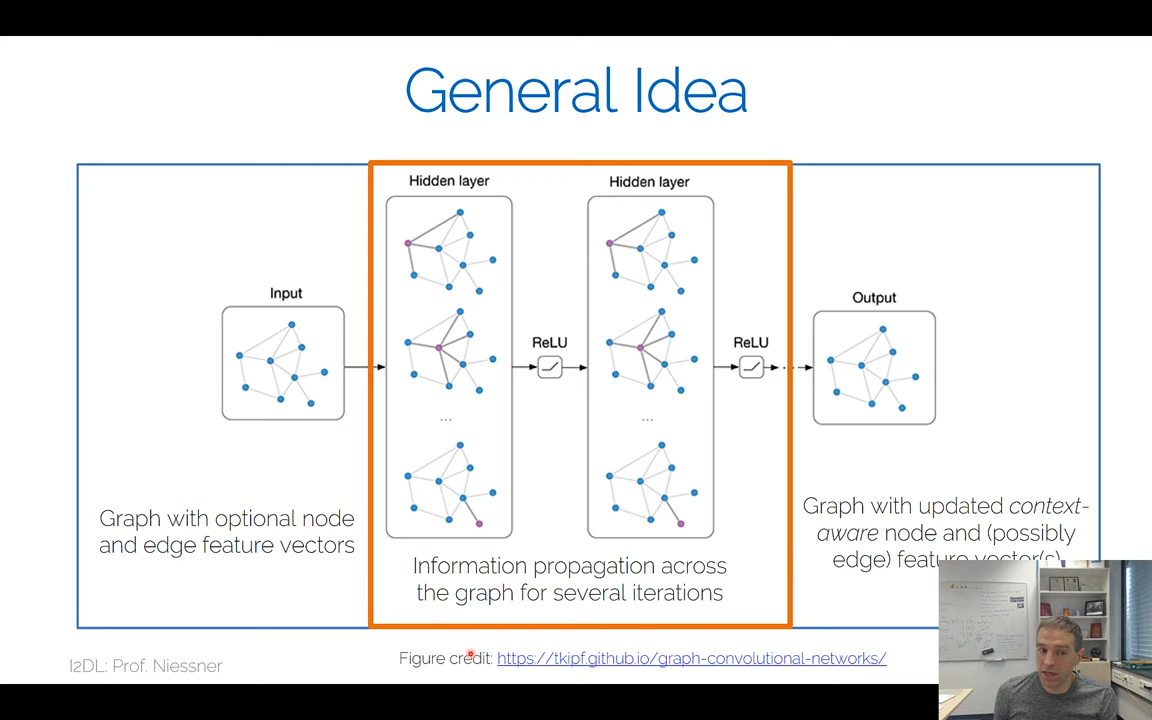 General Idea
Hidden layer
Hidden layer
Input
ReLU
ReLU
Output
...
...
Graph with optional node
and edge feature vectors
Information propagation across
the graph for several iterations
Graph with updated context-
aware node and (possibly
edge) feature vector(s)
I2DL: Prof. Niessner
Figure credit: https://tkipf.github.io/graph-convolutional-networks/